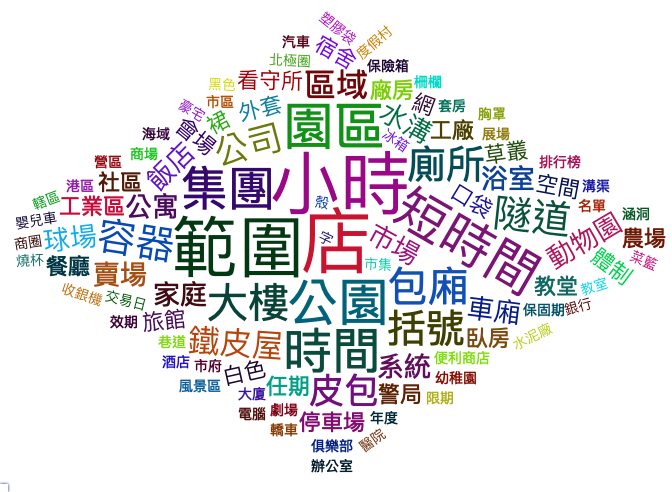 塑膠袋
汽車
宿舍
度假村
北極圈
保險箱
看守所
區域
黑色
廠房
柵欄
豪宅
市區
外套
園區
水溝
網
套房
胸罩
裙
會場
公司
冰箱
工廠
展場
海域
商場
飯店
廁所
草叢
排行榜
營區
社區
集團
小時
浴室
空間
溝渠
港區
轄區
工業區
公寓
殼
口袋
隧道
名單
涵洞
嬰兒車
球場
容器
範圍
店
字
市場
短時間
動物園
農場
商圈
燒杯
餐廳
賣場
市集
包廂
教堂
教室
體制
菜籃
收銀機
交易日
家庭
大樓
公園
車廂
保固期
銀行
效期
旅館
鐵皮屋
時間
括號
臥房
水泥廠
巷道
酒店
市府
白色
系統
便利商店
風景區
大廈
任期
皮包
警局
幼稚園
限期
電腦
劇場
轎車
停車場
年度
俱樂部
醫院
辦公室